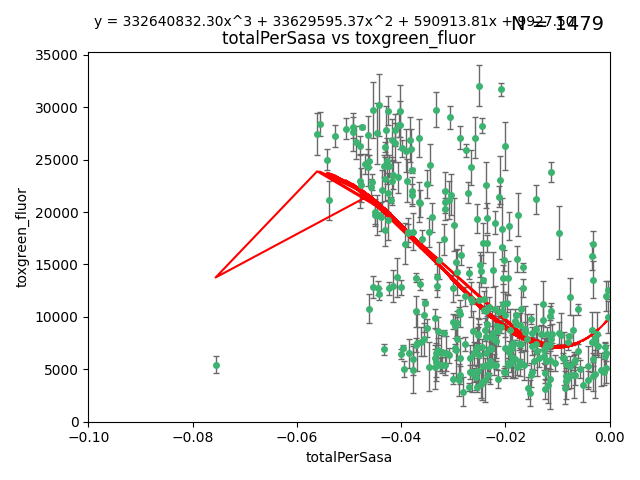 y = 332640832.30x^3 + 33629595.37x^2 + 590913.81x + 9927.50
N = 1479
totalPerSasa vs toxgreen_fluor
toxgreen_fluor
35000
30000
25000
20000
15000
10000
5000
0
−0.10
−0.08
−0.06
−0.04
−0.02
0.00
totalPerSasa